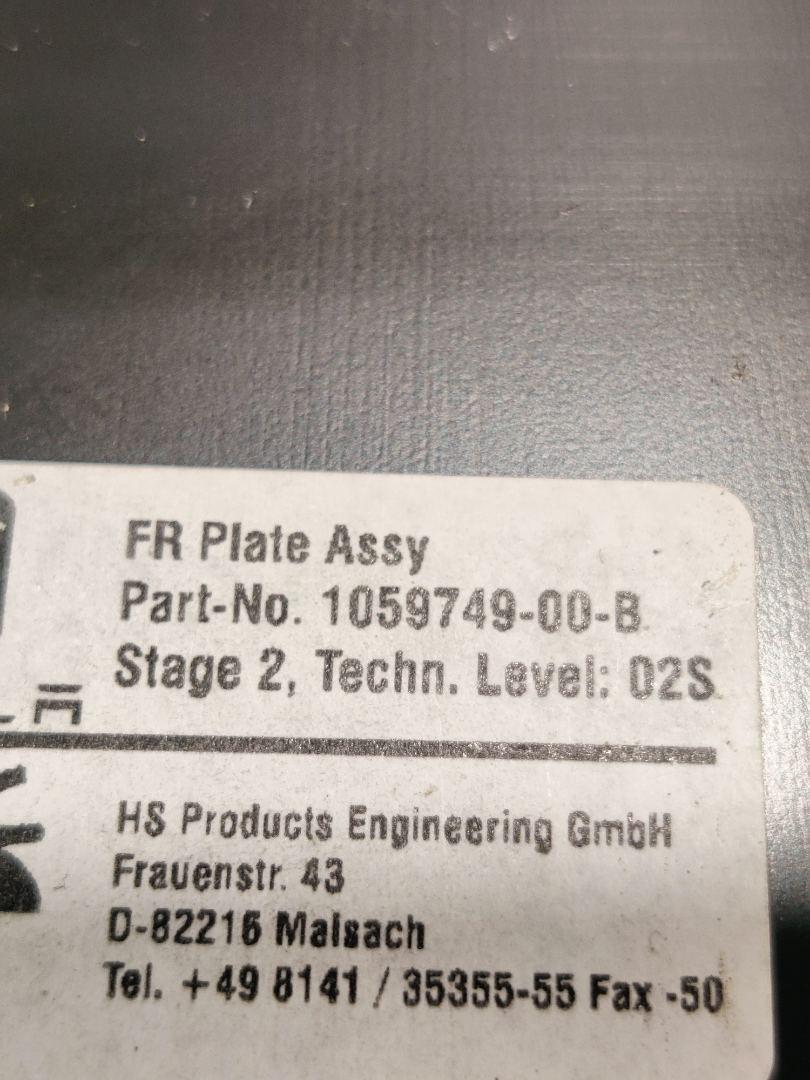 FR Plate Assy
Part-No. 1059749-00-B
Stage 2, Techn. Level: 02S
HS Products Engineering GmbH
Frauenstr. 43
D-82216 Maisach
Tel. +49 8141 / 35355-55 Fax -50